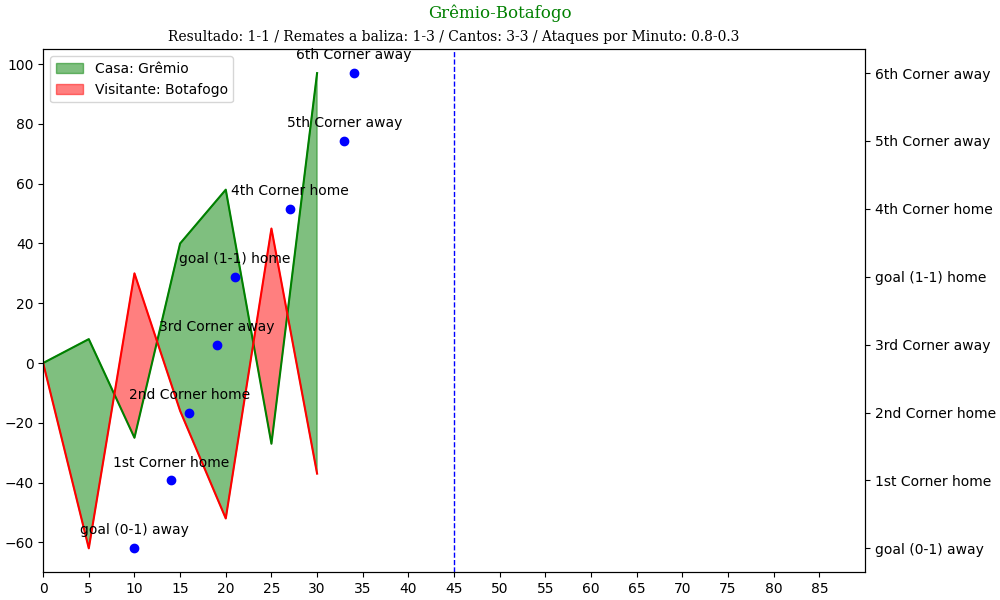 Grêmio-Botafogo
Resultado: 1-1 / Remates a baliza: 1-3 / Cantos: 3-3 / Ataques por Minuto: 0.8-0.3
Casa: Grêmio
Visitante: Botafogo
100
80
60
40
20
0
−20
−40
−60
6th Corner away
5th Corner away
4th Corner home
goal (1-1) home
3rd Corner away
2nd Corner home
1st Corner home
goal (0-1) away
6th Corner away
5th Corner away
4th Corner home
goal (1-1) home
3rd Corner away
2nd Corner home
1st Corner home
goal (0-1) away
0 5 10 15 20 25 30 35 40 45 50 55 60 65 70 75 80 85